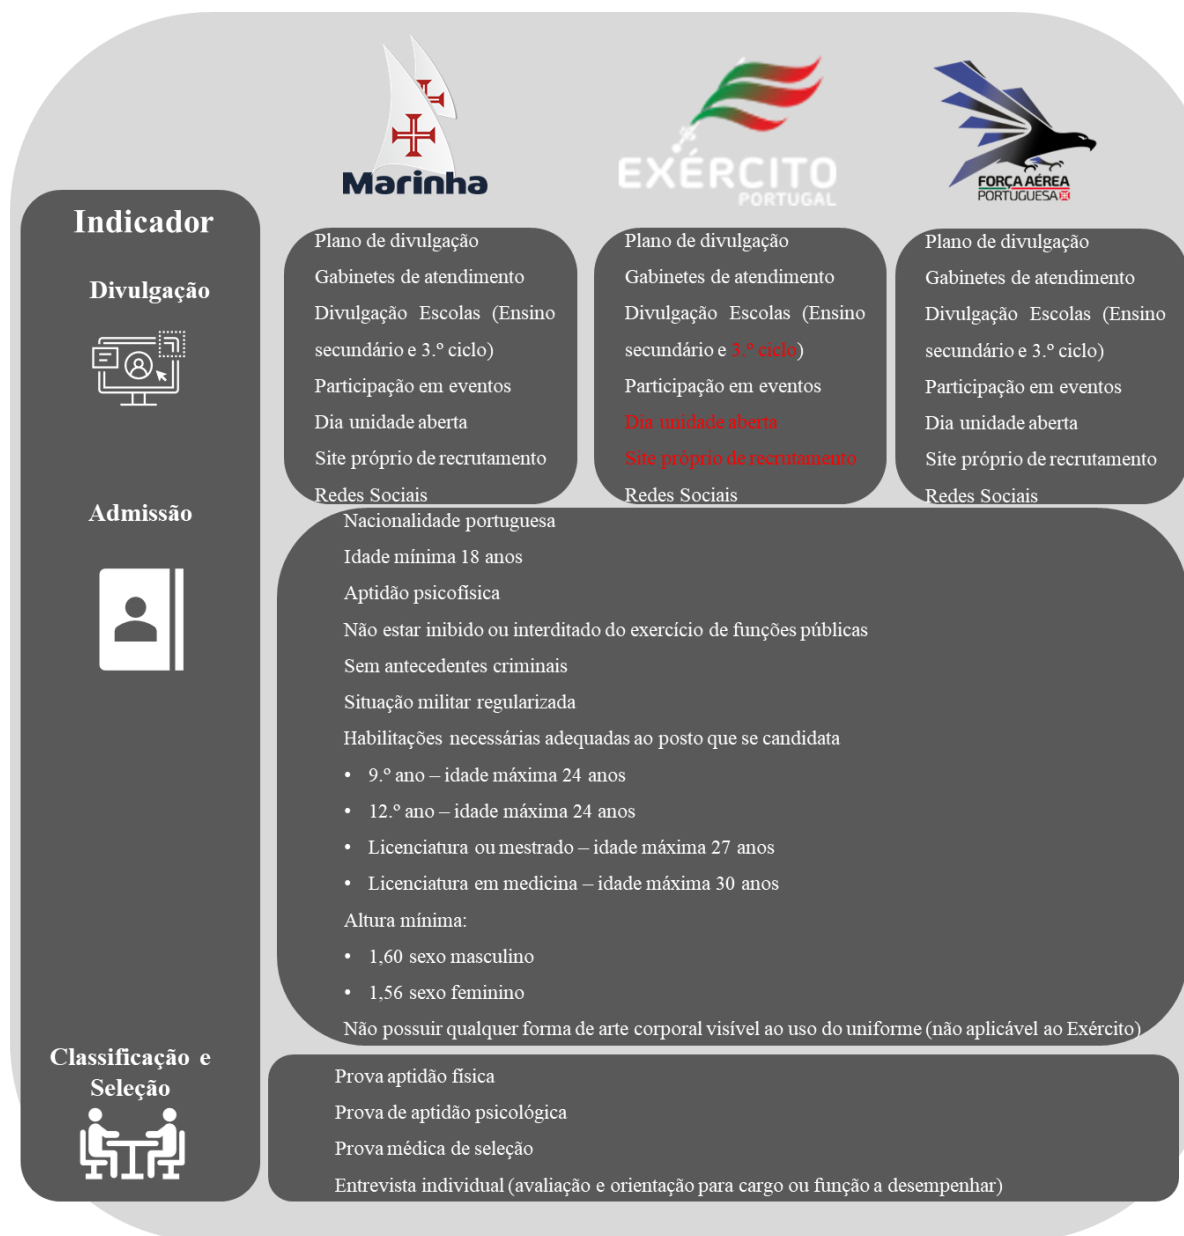 Marinha
EXÉRCITO
PORTUGAL
FORÇA AÉREA
PORTUGUESA
Indicador
Divulgação
Plano de divulgação
Gabinetes de atendimento
Divulgação Escolas (Ensino
secundário e 3.º ciclo)
Participação em eventos
Dia unidade aberta
Site próprio de recrutamento
Redes Sociais
Plano de divulgação
Gabinetes de atendimento
Divulgação Escolas (Ensino
secundário e 3.º ciclo)
Participação em eventos
Dia unidade aberta
Site próprio de recrutamento
Redes Sociais
Plano de divulgação
Gabinetes de atendimento
Divulgação Escolas (Ensino
secundário e 3.º ciclo)
Participação em eventos
Dia unidade aberta
Site próprio de recrutamento
Redes Sociais
Admissão
Nacionalidade portuguesa
Idade mínima 18 anos
Aptidão psicofísica
Não estar inibido ou interditado do exercício de funções públicas
Sem antecedentes criminais
Situação militar regularizada
Habilitações necessárias adequadas ao posto que se candidata
• 9.º ano – idade máxima 24 anos
• 12.º ano – idade máxima 24 anos
• Licenciatura ou mestrado – idade máxima 27 anos
• Licenciatura em medicina – idade máxima 30 anos
Altura mínima:
• 1,60 sexo masculino
• 1,56 sexo feminino
Não possuir qualquer forma de arte corporal visível ao uso do uniforme (não aplicável ao Exército)
Classificação e
Seleção
Prova aptidão física
Prova de aptidão psicológica
Prova médica de seleção
Entrevista individual (avaliação e orientação para cargo ou função a desempenhar)